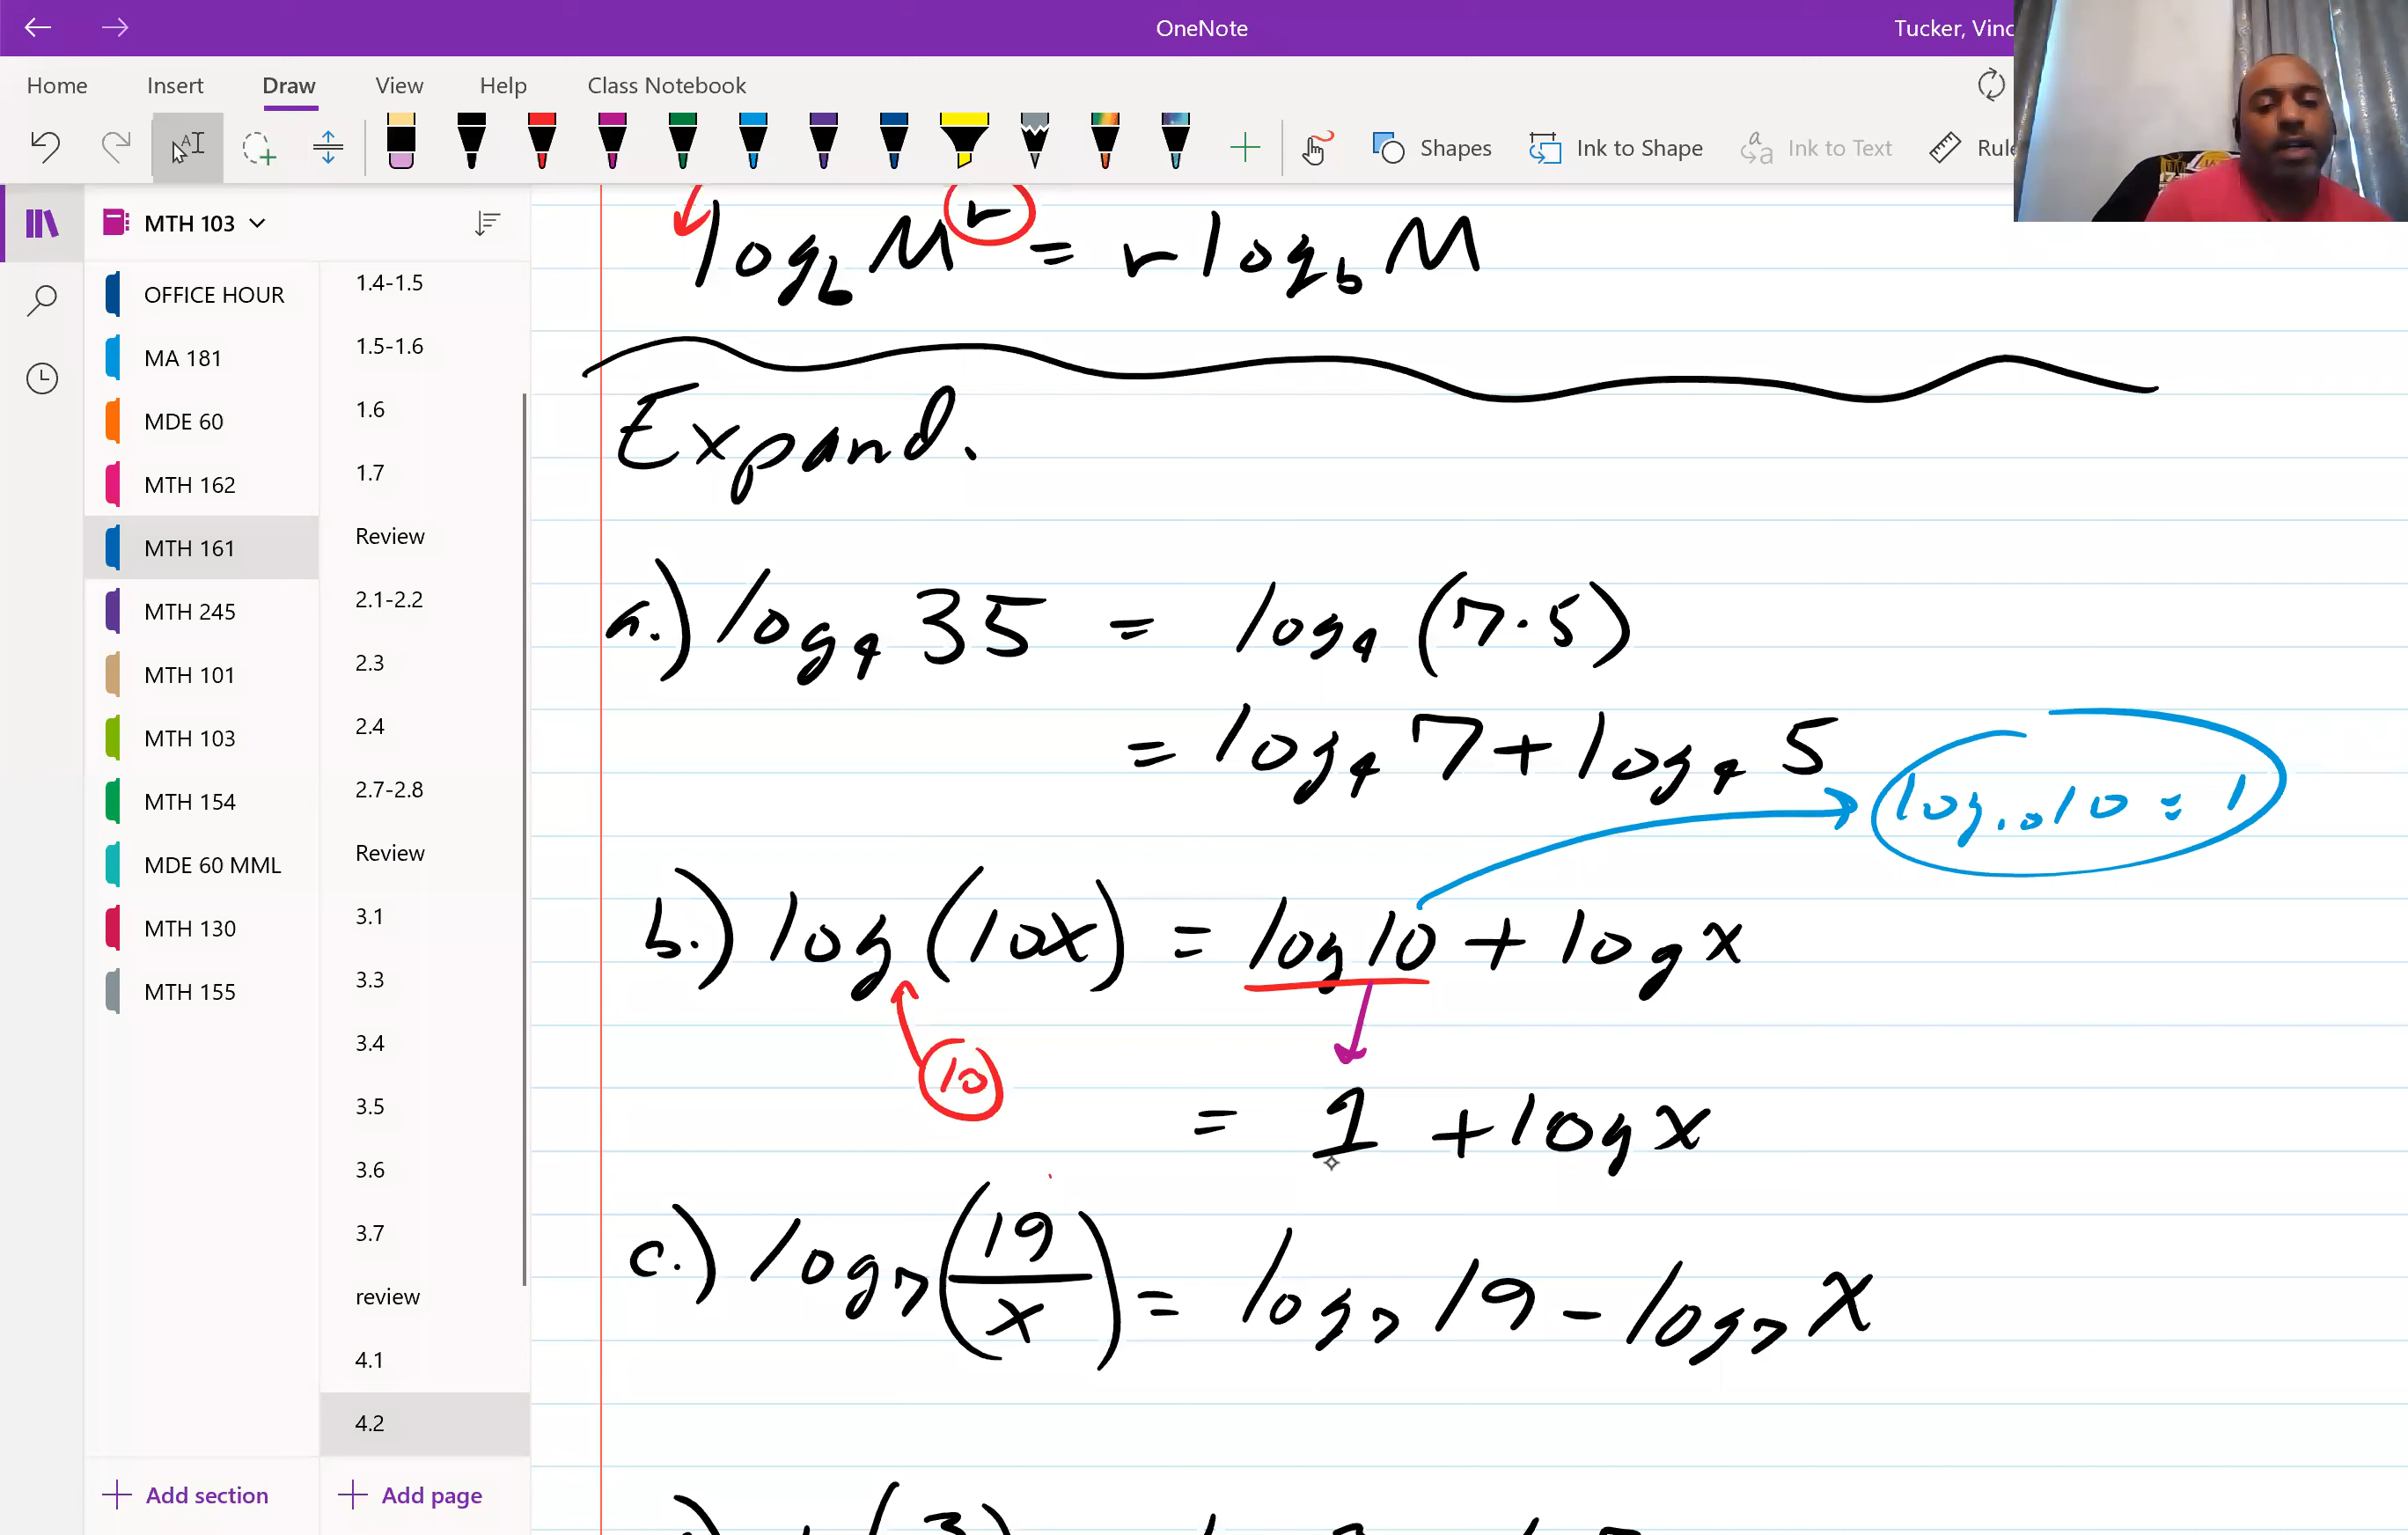 OneNote
Tucker, Vinc
Home Insert Draw View Help Class Notebook
Shapes Ink to Shape Ink to Text Rule
MTH 103
OFFICE HOUR
MA 181
MDE 60
MTH 162
MTH 161
MTH 245
MTH 101
MTH 103
MTH 154
MDE 60 MML
MTH 130
MTH 155
Add section
1.4-1.5
1.5-1.6
1.6
1.7
Review
2.1-2.2
2.3
2.4
2.7-2.8
Review
3.1
3.3
3.4
3.5
3.6
3.7
review
4.1
4.2
Add page
log_b M^r = r log_b M
Expand.
a.) log_4 35 = log_4 (7·5)
= log_4 7 + log_4 5
log_10 10 = 1
b.) log (10x) = log 10 + log x
10
= 1 + log x
c.) log_7 (19/x) = log_7 19 - log_7 x